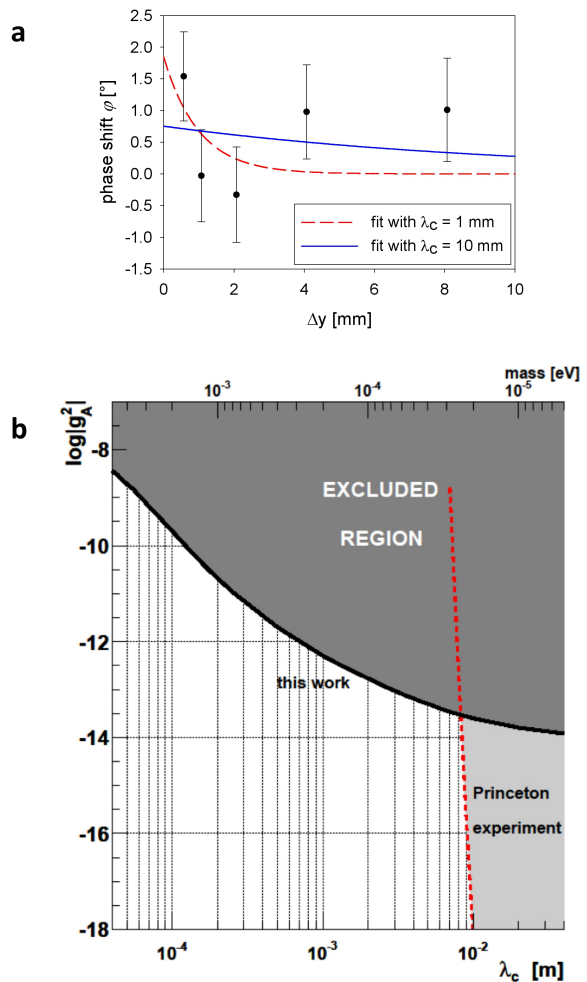 a
phase shift φ [°]
2.5
2.0
1.5
1.0
0.5
0.0
-0.5
-1.0
-1.5
fit with λc = 1 mm
fit with λc = 10 mm
0 2 4 6 8 10
Δy [mm]
b
mass [eV]
10⁻³ 10⁻⁴ 10⁻⁵
log|g²A|
-8
EXCLUDED
REGION
-10
-12
this work
-14
Princeton
experiment
-16
-18
10⁻⁴ 10⁻³ 10⁻²
λc [m]